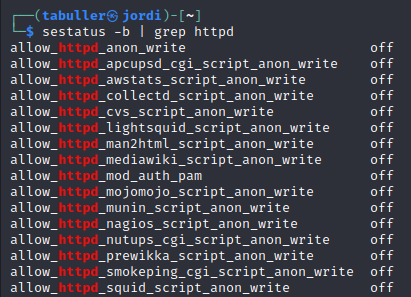 ┌──(tabuller㉿ jordi)-[~]
└─$ sestatus -b | grep httpd
allow_httpd_anon_write                        off
allow_httpd_apcupsd_cgi_script_anon_write     off
allow_httpd_awstats_script_anon_write         off
allow_httpd_collectd_script_anon_write        off
allow_httpd_cvs_script_anon_write             off
allow_httpd_lightsquid_script_anon_write      off
allow_httpd_man2html_script_anon_write        off
allow_httpd_mediawiki_script_anon_write       off
allow_httpd_mod_auth_pam                      off
allow_httpd_mojomojo_script_anon_write        off
allow_httpd_munin_script_anon_write           off
allow_httpd_nagios_script_anon_write          off
allow_httpd_nutups_cgi_script_anon_write      off
allow_httpd_prewikka_script_anon_write        off
allow_httpd_smokeping_cgi_script_anon_write   off
allow_httpd_squid_script_anon_write           off